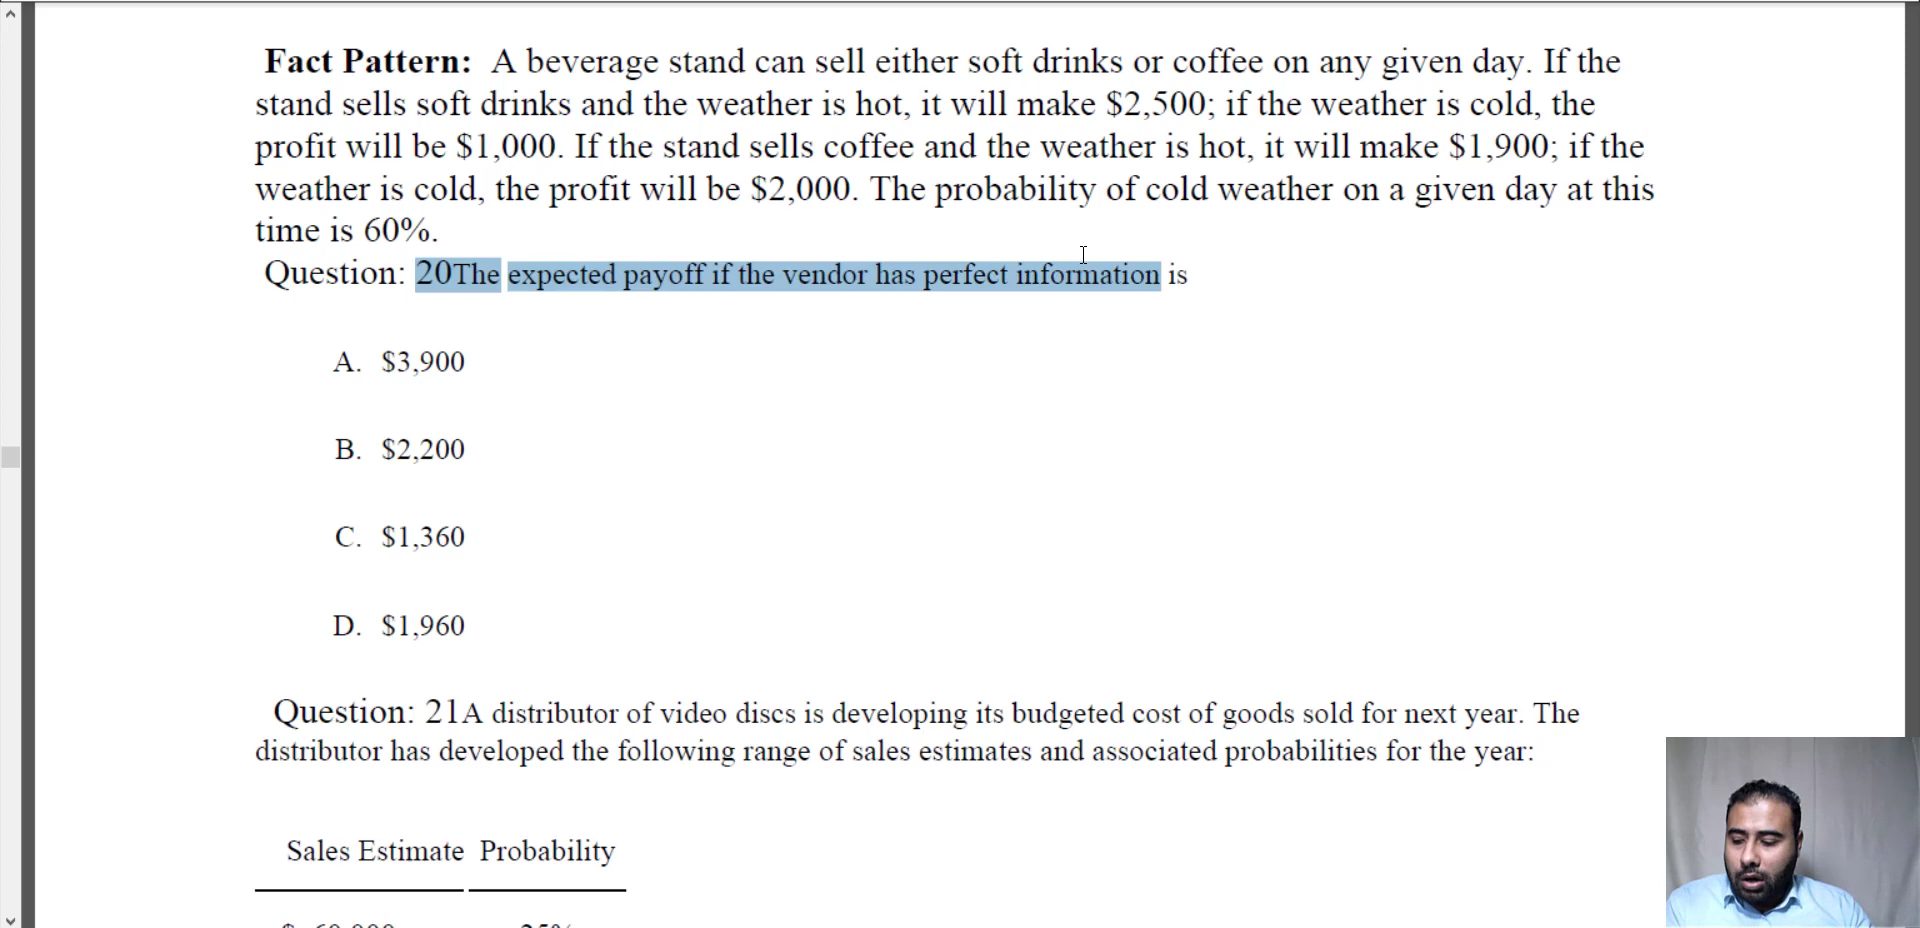 Fact Pattern: A beverage stand can sell either soft drinks or coffee on any given day. If the
stand sells soft drinks and the weather is hot, it will make $2,500; if the weather is cold, the
profit will be $1,000. If the stand sells coffee and the weather is hot, it will make $1,900; if the
weather is cold, the profit will be $2,000. The probability of cold weather on a given day at this
time is 60%.
Question: 20The expected payoff if the vendor has perfect information is
A. $3,900
B. $2,200
C. $1,360
D. $1,960
Question: 21A distributor of video discs is developing its budgeted cost of goods sold for next year. The
distributor has developed the following range of sales estimates and associated probabilities for the year:
Sales Estimate Probability